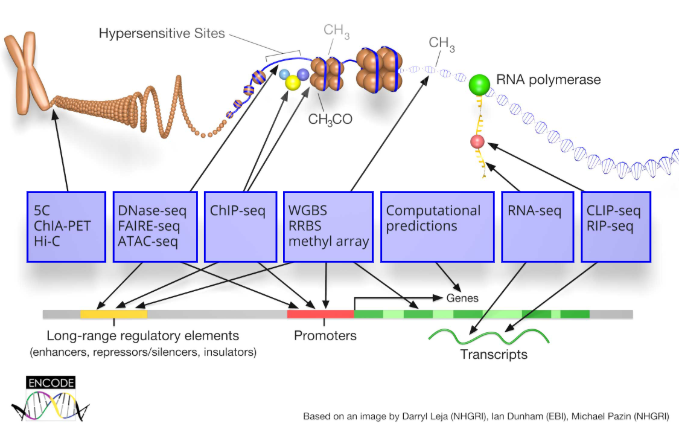 CH₃
Hypersensitive Sites
CH₃
RNA polymerase
CH₃CO
5C
ChIA-PET
Hi-C
DNase-seq
FAIRE-seq
ATAC-seq
ChIP-seq
WGBS
RRBS
methyl array
Computational
predictions
RNA-seq
CLIP-seq
RIP-seq
Genes
Long-range regulatory elements
(enhancers, repressors/silencers, insulators)
Promoters
Transcripts
ENCODE
Based on an image by Darryl Leja (NHGRI), Ian Dunham (EBI), Michael Pazin (NHGRI)